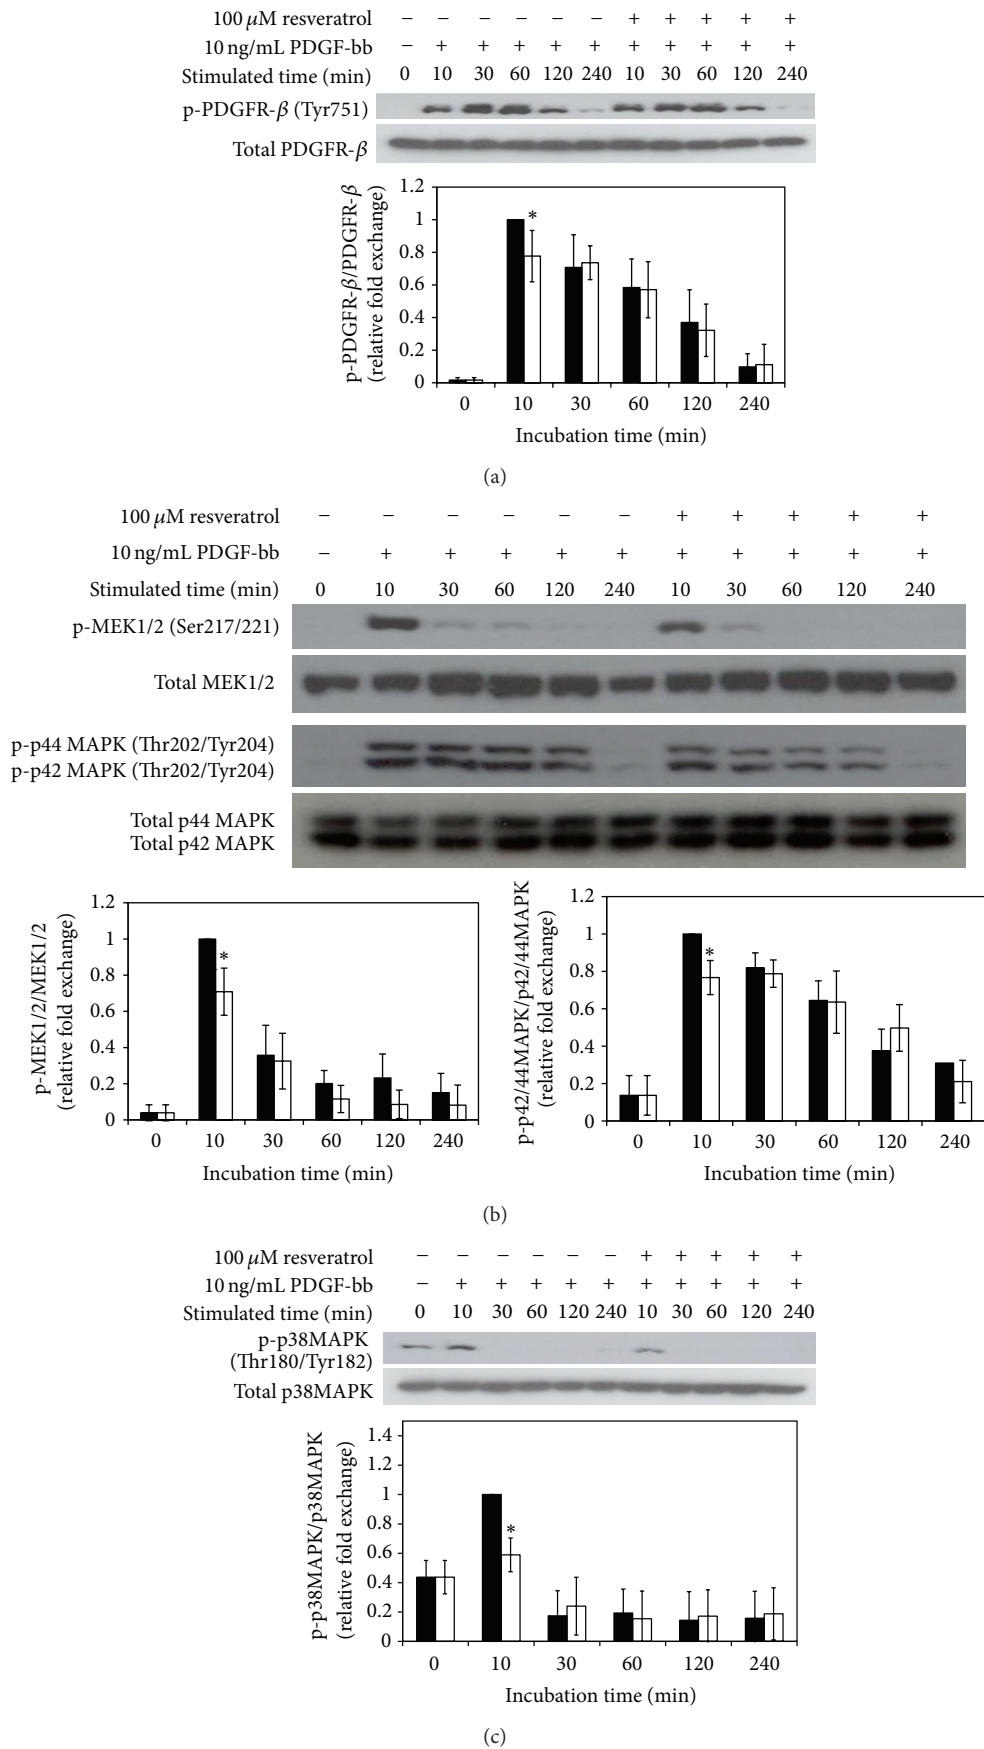 100 μM resveratrol − − − − − − + + + + +
10 ng/mL PDGF-bb − + + + + + + + + + +
Stimulated time (min) 0 10 30 60 120 240 10 30 60 120 240
p-PDGFR-β (Tyr751)
Total PDGFR-β
p-PDGFR-β/PDGFR-β
(relative fold exchange)
1.2
1
0.8
0.6
0.4
0.2
0
*
0 10 30 60 120 240
Incubation time (min)
(a)
100 μM resveratrol − − − − − − + + + + +
10 ng/mL PDGF-bb − + + + + + + + + + +
Stimulated time (min) 0 10 30 60 120 240 10 30 60 120 240
p-MEK1/2 (Ser217/221)
Total MEK1/2
p-p44 MAPK (Thr202/Tyr204)
p-p42 MAPK (Thr202/Tyr204)
Total p44 MAPK
Total p42 MAPK
p-MEK1/2/MEK1/2
(relative fold exchange)
1.2
1
0.8
0.6
0.4
0.2
0
*
0 10 30 60 120 240
Incubation time (min)
p-p42/44MAPK/p42/44MAPK
(relative fold exchange)
1.2
1
0.8
0.6
0.4
0.2
0
*
0 10 30 60 120 240
Incubation time (min)
(b)
100 μM resveratrol − − − − − − + + + + +
10 ng/mL PDGF-bb − + + + + + + + + + +
Stimulated time (min) 0 10 30 60 120 240 10 30 60 120 240
p-p38MAPK
(Thr180/Tyr182)
Total p38MAPK
p-p38MAPK/p38MAPK
(relative fold exchange)
1.4
1.2
1
0.8
0.6
0.4
0.2
0
*
0 10 30 60 120 240
Incubation time (min)
(c)